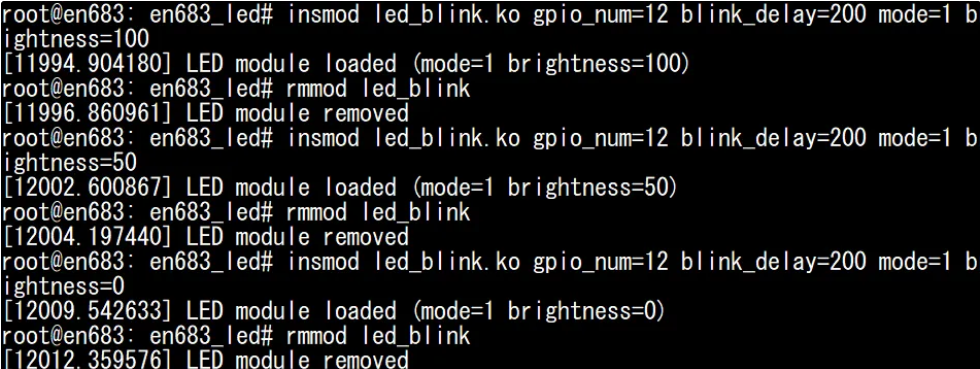 root@en683: en683_led# insmod led_blink.ko gpio_num=12 blink_delay=200 mode=1 b
ightness=100
[11994.904180] LED module loaded (mode=1 brightness=100)
root@en683: en683_led# rmmod led_blink
[11996.860961] LED module removed
root@en683: en683_led# insmod led_blink.ko gpio_num=12 blink_delay=200 mode=1 b
ightness=50
[12002.600867] LED module loaded (mode=1 brightness=50)
root@en683: en683_led# rmmod led_blink
[12004.197440] LED module removed
root@en683: en683_led# insmod led_blink.ko gpio_num=12 blink_delay=200 mode=1 b
ightness=0
[12009.542633] LED module loaded (mode=1 brightness=0)
root@en683: en683_led# rmmod led_blink
[12012.359576] LED module removed